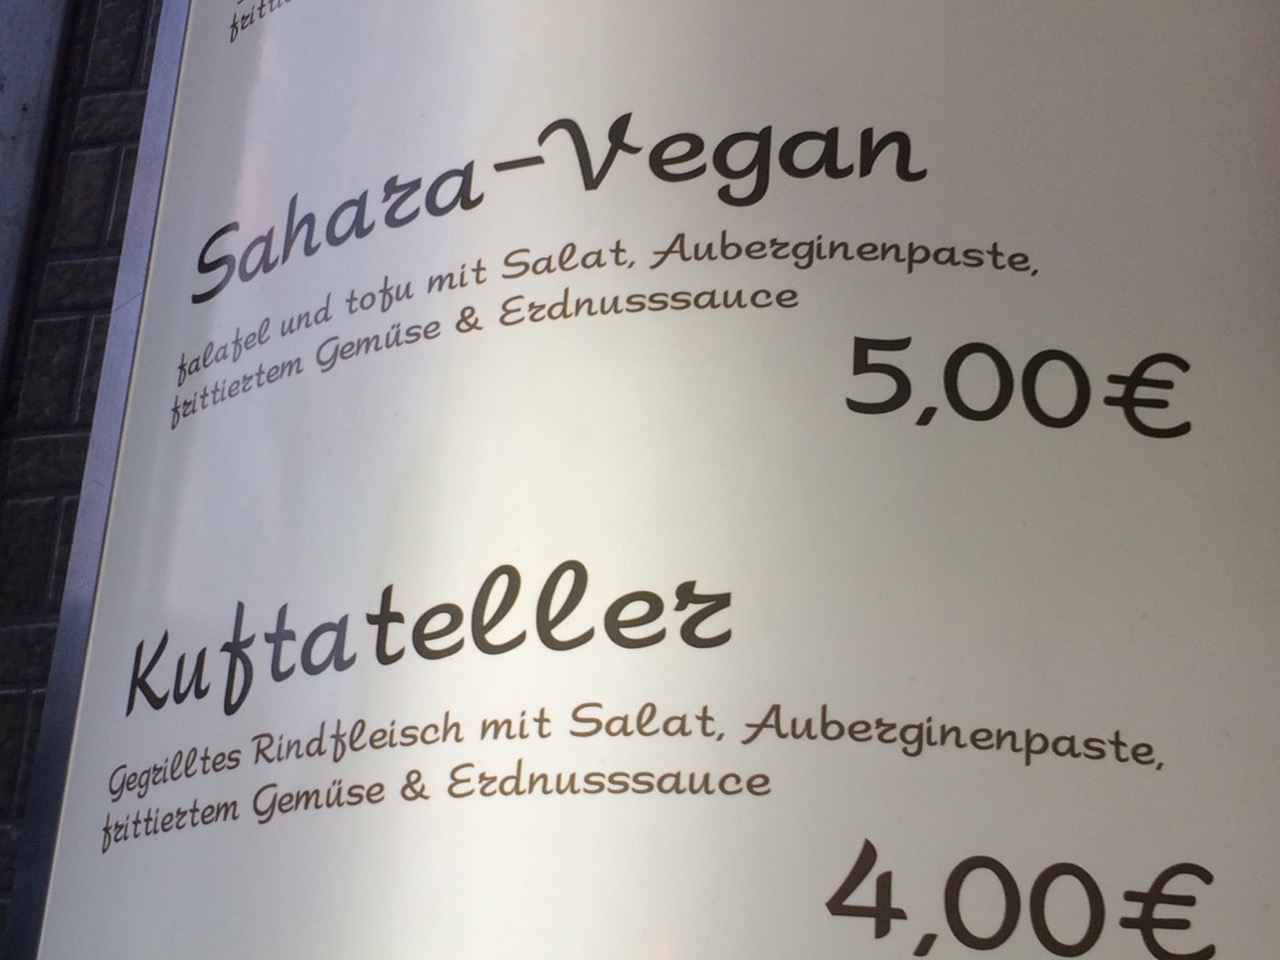 Sahara-Vegan
falafel und tofu mit Salat, Auberginenpaste,
frittiertem Gemüse & Erdnusssauce
5,00€
Kuftateller
Gegrilltes Rindfleisch mit Salat, Auberginenpaste,
frittiertem Gemüse & Erdnusssauce
4,00€